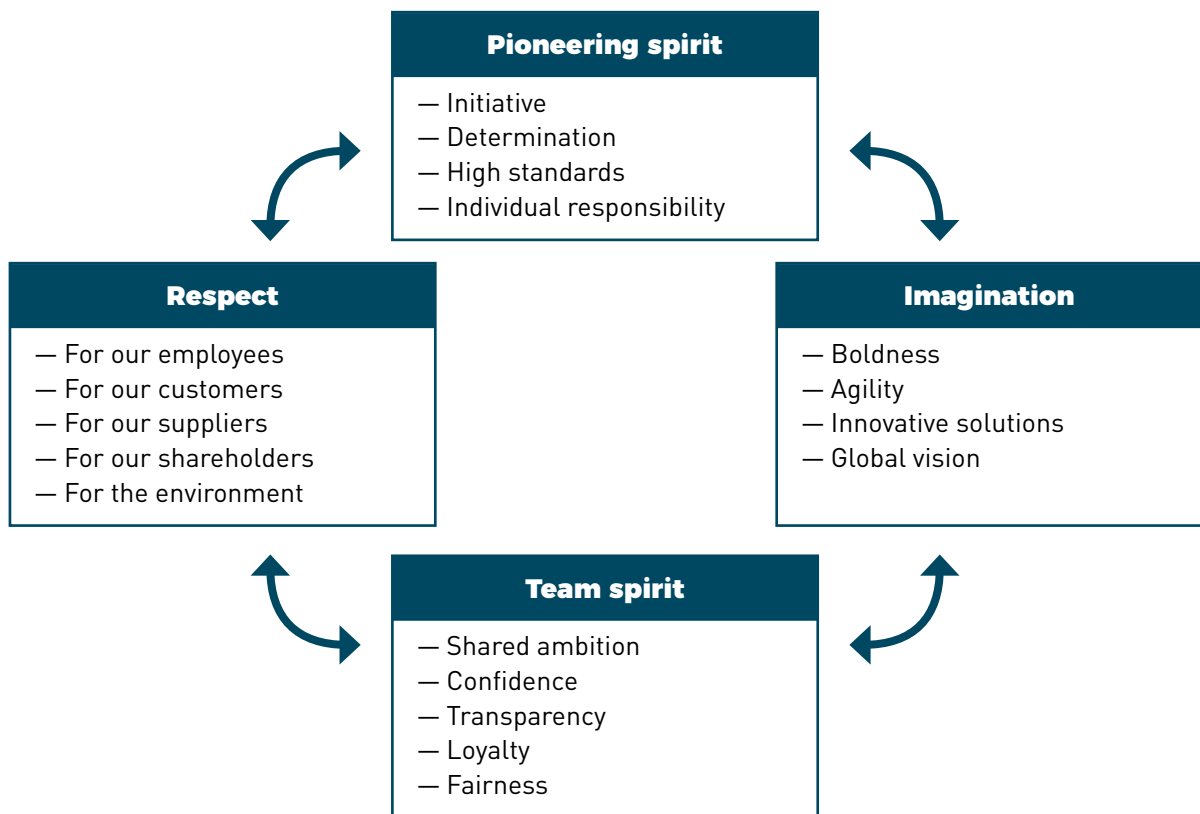 Pioneering spirit
— Initiative
— Determination
— High standards
— Individual responsibility
Respect
— For our employees
— For our customers
— For our suppliers
— For our shareholders
— For the environment
Imagination
— Boldness
— Agility
— Innovative solutions
— Global vision
Team spirit
— Shared ambition
— Confidence
— Transparency
— Loyalty
— Fairness